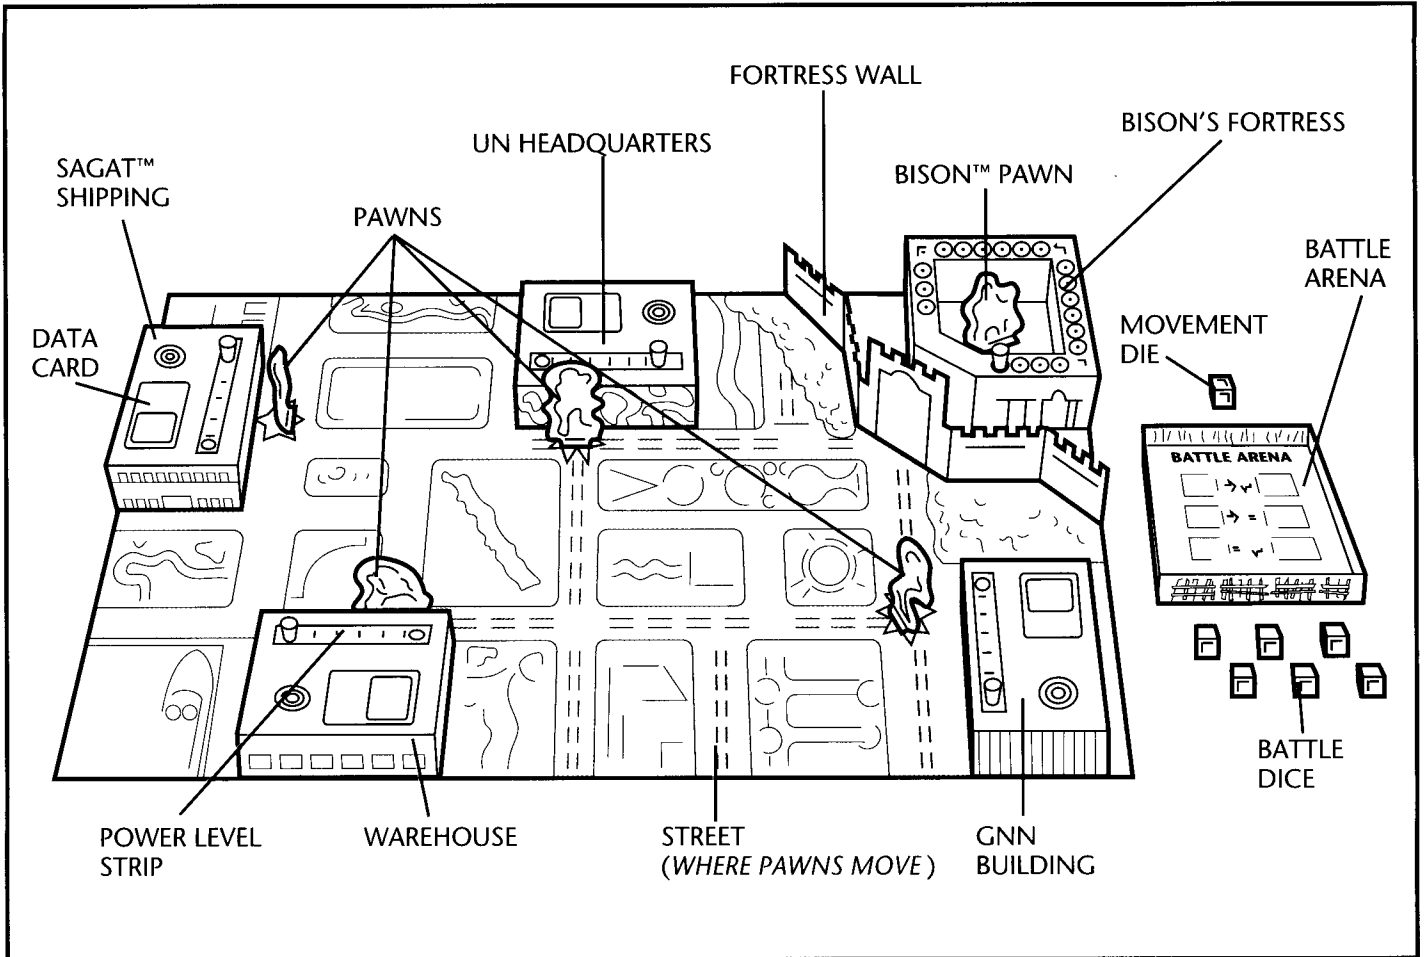 FORTRESS WALL
BISON'S FORTRESS
UN HEADQUARTERS
SAGAT™
SHIPPING
BISON™ PAWN
PAWNS
BATTLE
ARENA
DATA
CARD
MOVEMENT
DIE
BATTLE ARENA
BATTLE
DICE
POWER LEVEL
STRIP
WAREHOUSE
STREET
(WHERE PAWNS MOVE)
GNN
BUILDING